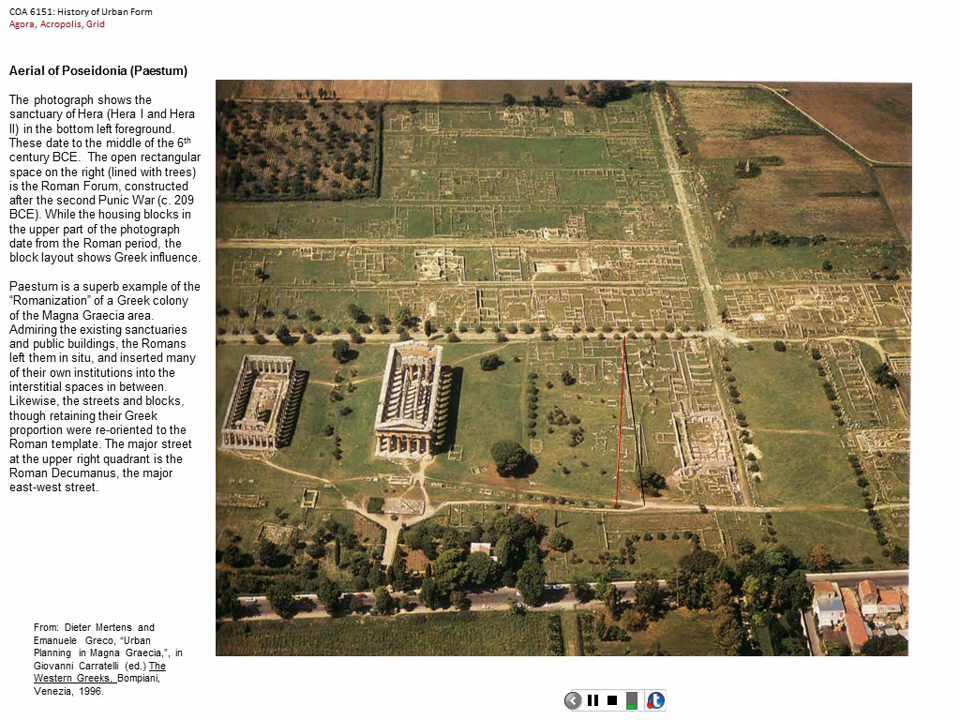 COA 6151: History of Urban Form
Agora, Acropolis, Grid
Aerial of Poseidonia (Paestum)
The photograph shows the
sanctuary of Hera (Hera I and Hera
II) in the bottom left foreground.
These date to the middle of the 6th
century BCE. The open rectangular
space on the right (lined with trees)
is the Roman Forum, constructed
after the second Punic War (c. 209
BCE). While the housing blocks in
the upper part of the photograph
date from the Roman period, the
block layout shows Greek influence.
Paestum is a superb example of the
“Romanization” of a Greek colony
of the Magna Graecia area.
Admiring the existing sanctuaries
and public buildings, the Romans
left them in situ, and inserted many
of their own institutions into the
interstitial spaces in between.
Likewise, the streets and blocks,
though retaining their Greek
proportion were re-oriented to the
Roman template. The major street
at the upper right quadrant is the
Roman Decumanus, the major
east-west street.
From: Dieter Mertens and
Emanuele Greco, “Urban
Planning in Magna Graecia,”, in
Giovanni Carratelli (ed.) The
Western Greeks, Bompiani,
Venezia, 1996.
t